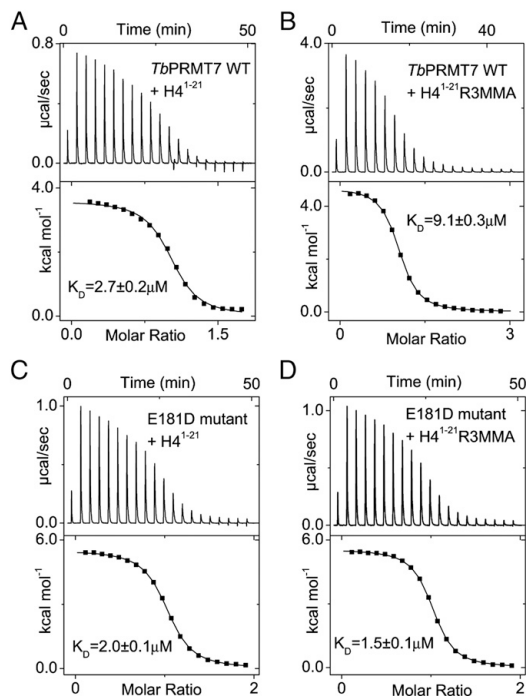 A
Time (min)
0
50
0.8
TbPRMT7 WT
+ H4¹⁻²¹
µcal/sec
0.0
4.0
kcal mol⁻¹
K_D=2.7±0.2µM
0.0
0.0
1.5
Molar Ratio
B
Time (min)
0
40
4.0
TbPRMT7 WT
+ H4¹⁻²¹R3MMA
µcal/sec
0.0
4.0
K_D=9.1±0.3µM
kcal mol⁻¹
0.0
0
3
Molar Ratio
C
Time (min)
0
50
1.0
E181D mutant
+ H4¹⁻²¹
µcal/sec
0.0
6.0
kcal mol⁻¹
K_D=2.0±0.1µM
0.0
0
1
2
Molar Ratio
D
Time (min)
0
50
1.0
E181D mutant
+ H4¹⁻²¹R3MMA
µcal/sec
0.0
6.0
kcal mol⁻¹
K_D=1.5±0.1µM
0.0
0
1
2
Molar Ratio